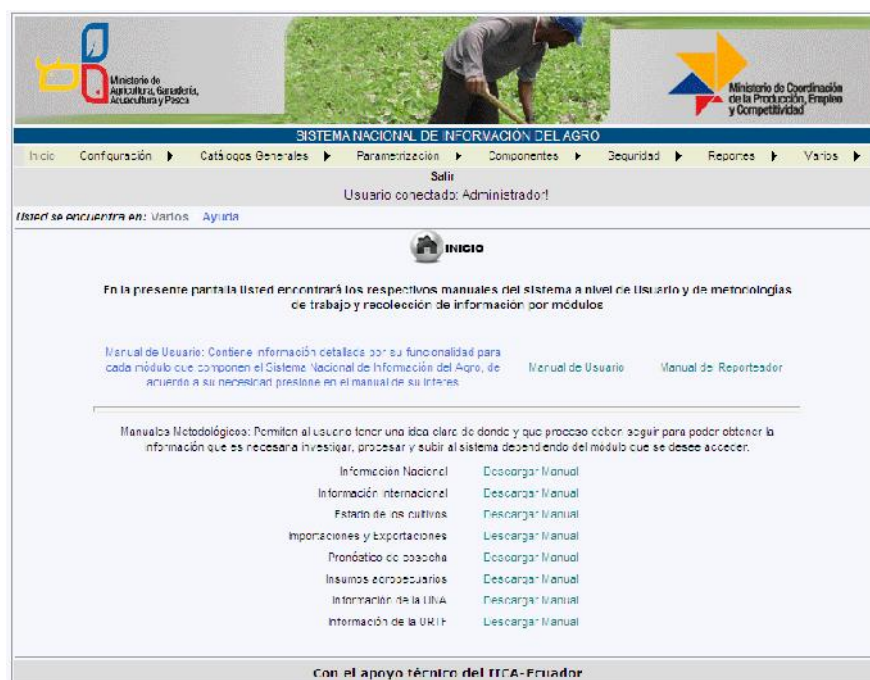 Ministerio de
Agricultura, Ganadería,
Acuacultura y Pesca
Ministerio de Coordinación
de la Producción, Empleo
y Competitividad
SISTEMA NACIONAL DE INFORMACIÓN DEL AGRO
Inicio Configuración Catálogos Generales Parametrización Componentes Seguridad Reportes Varios
Salir
Usuario conectado: Administrador!
Usted se encuentra en: Varios Ayuda
INICIO
En la presente pantalla Usted encontrará los respectivos manuales del sistema a nivel de Usuario y de metodologías
de trabajo y recolección de información por módulos
Manual de Usuario: Contiene información detallada por su funcionalidad para
cada módulo que componen el Sistema Nacional de Información del Agro, de
acuerdo a su necesidad presione en el manual de su interes
Manual de Usuario Manual de Reporteador
Manuales Metodológicos: Permiten al usuario tener una idea clara de donde y que proceso deben seguir para poder obtener la
información que es necesaria investigar, procesar y subir al sistema dependiendo del módulo que se desee acceder.
Información Nacional Descargar Manual
Información Internacional Descargar Manual
Estado de los cultivos Descargar Manual
Importaciones y Exportaciones Descargar Manual
Pronóstico de cosecha Descargar Manual
Insumos agropecuarios Descargar Manual
Información de la UNA Descargar Manual
Información de la Descargar Manual
Con el apoyo técnico del IICA-Ecuador